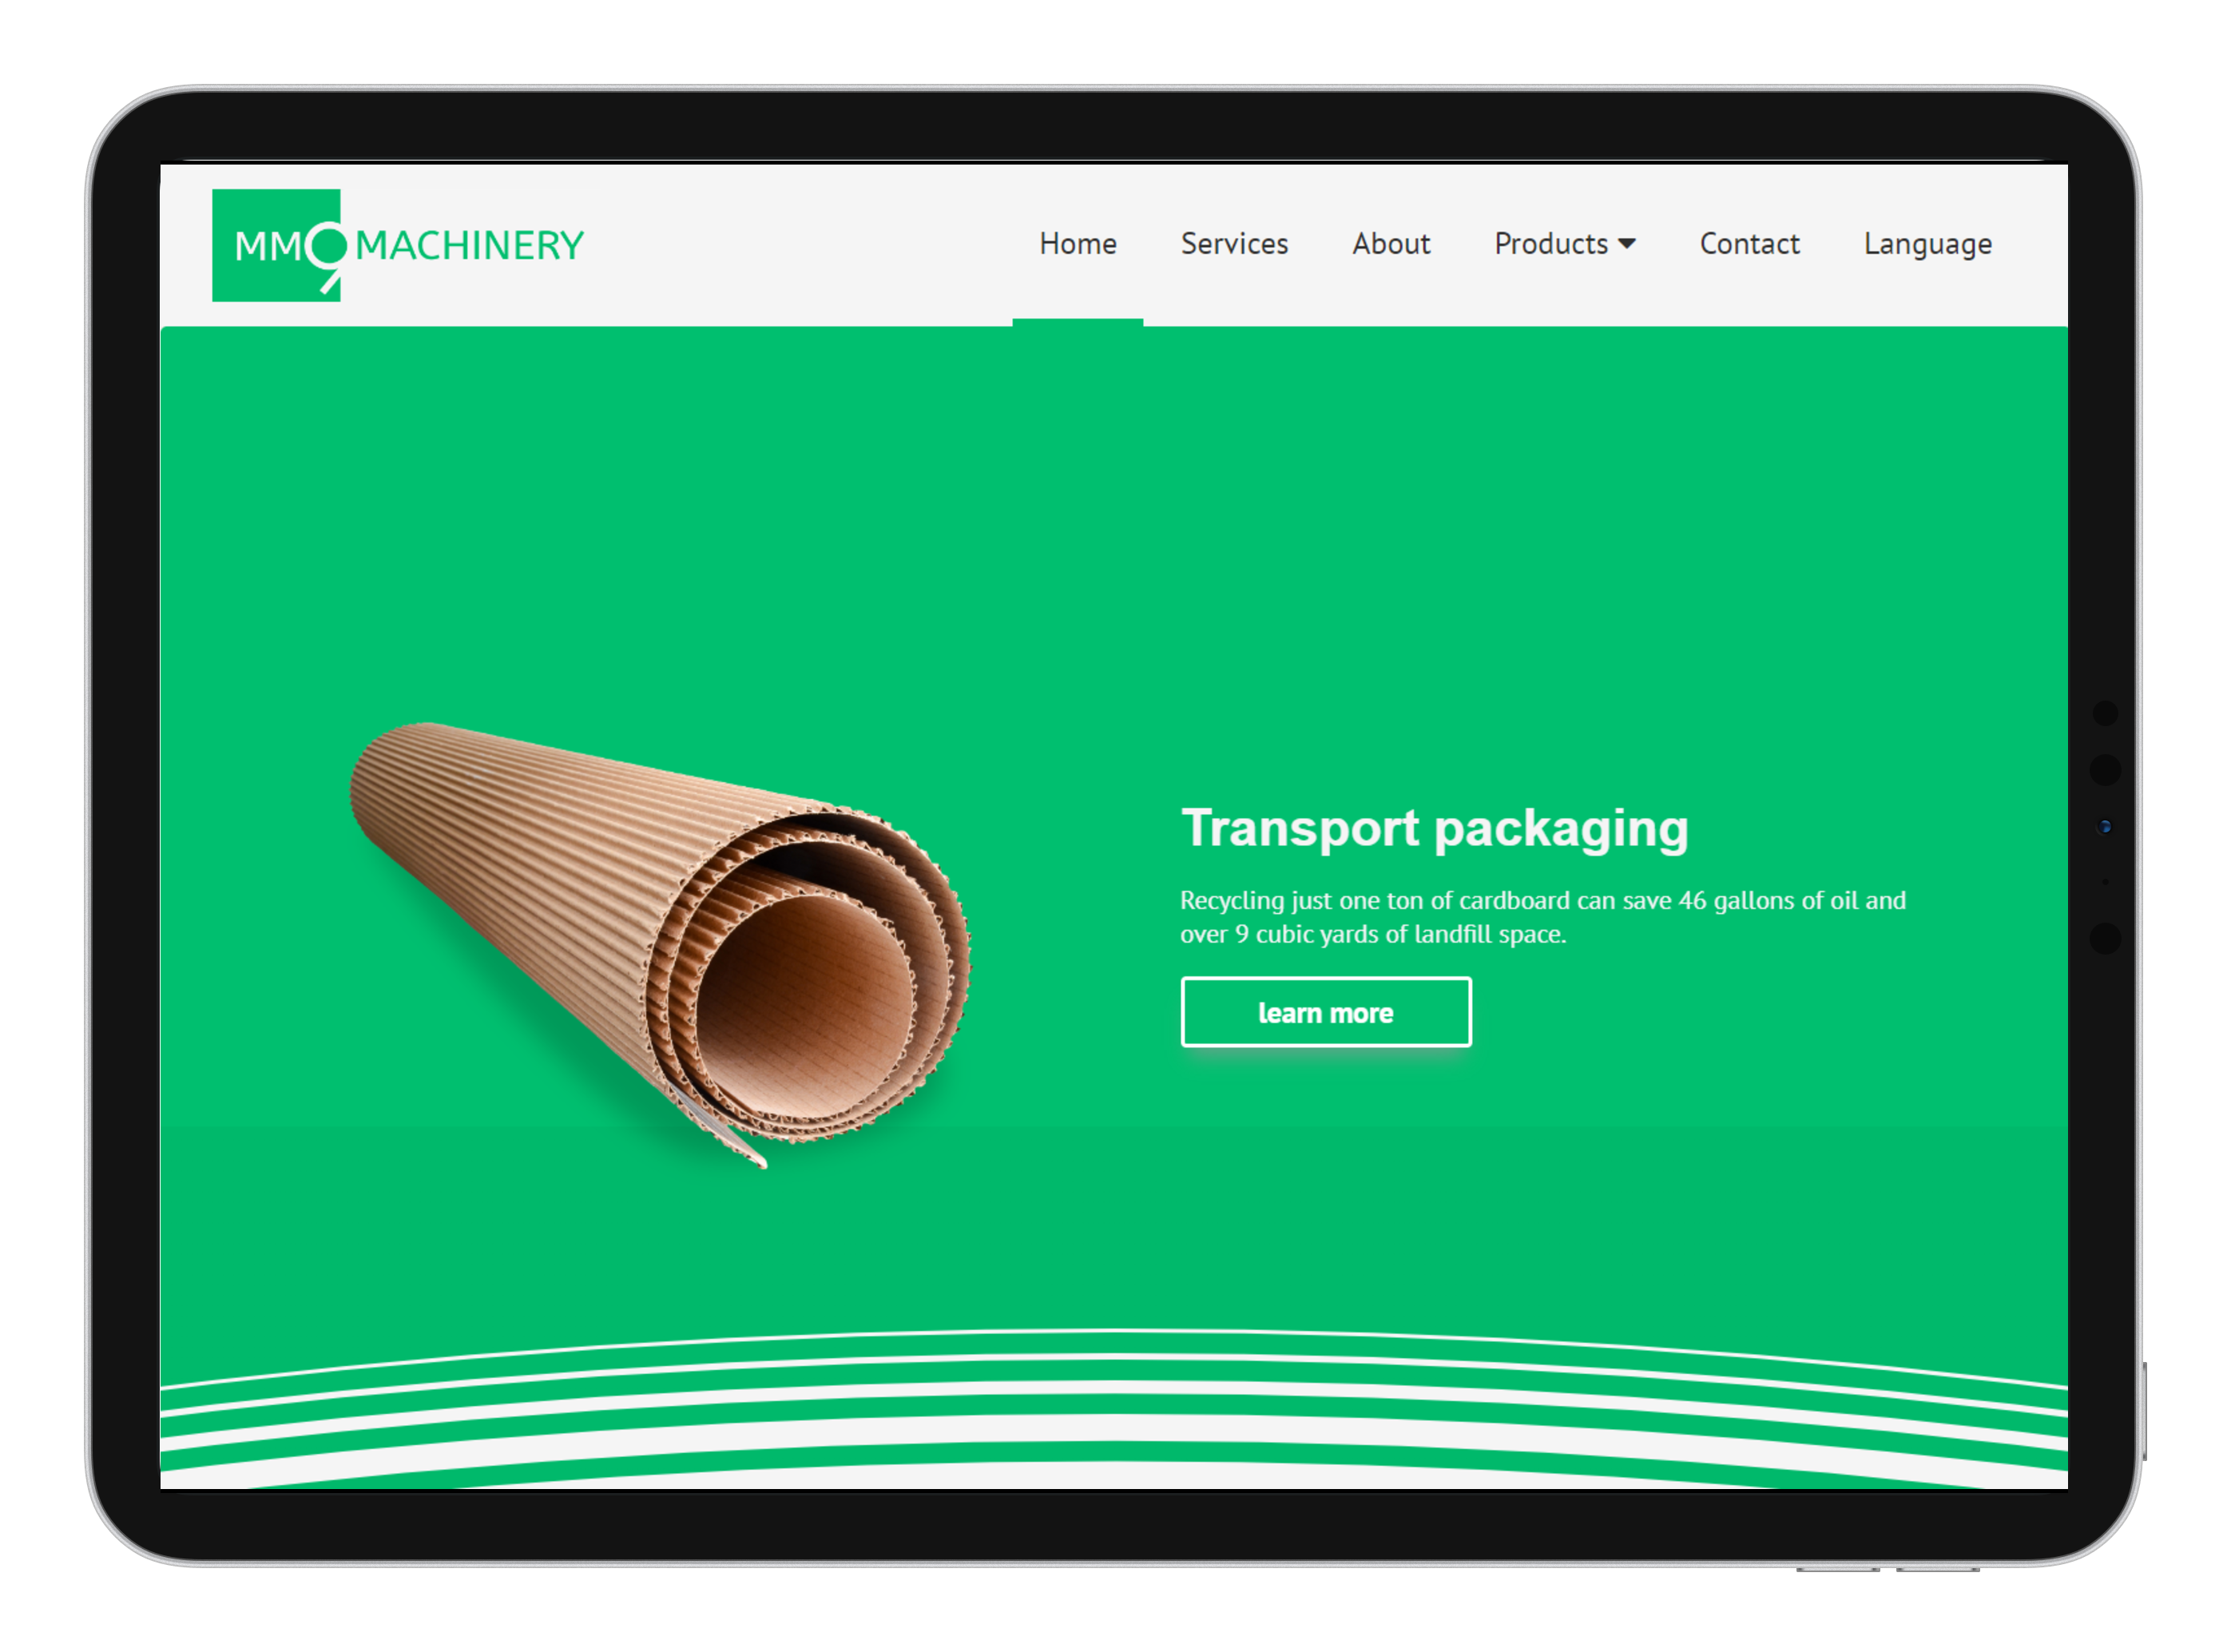 MM9 MACHINERY
Home Services About Products Contact Language
Transport packaging
Recycling just one ton of cardboard can save 46 gallons of oil and
over 9 cubic yards of landfill space.
learn more